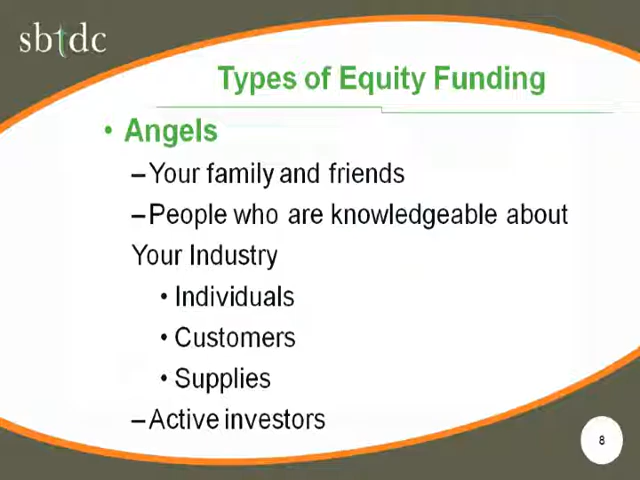 sbtdc
Types of Equity Funding
• Angels
–Your family and friends
–People who are knowledgeable about
Your Industry
• Individuals
• Customers
• Supplies
–Active investors
8